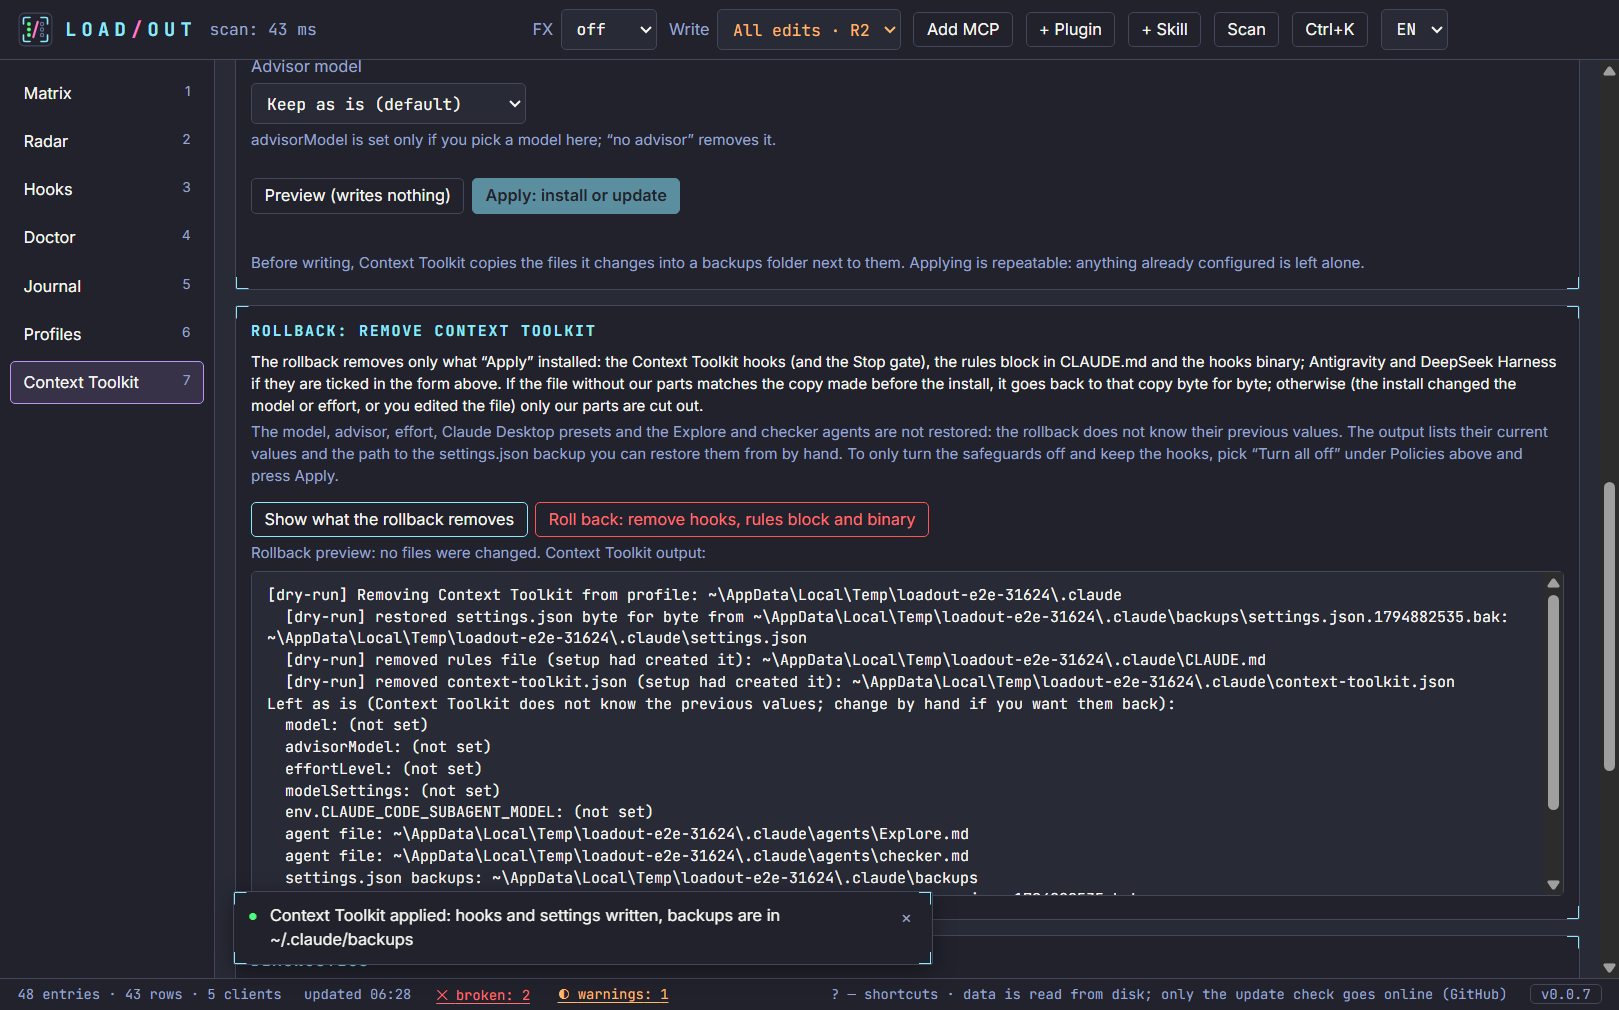 LOAD/OUT scan: 43 ms FX off Write All edits · R2 Add MCP + Plugin + Skill Scan Ctrl+K EN
Matrix 1
Radar 2
Hooks 3
Doctor 4
Journal 5
Profiles 6
Context Toolkit 7
Advisor model
Keep as is (default)
advisorModel is set only if you pick a model here; “no advisor” removes it.
Preview (writes nothing) Apply: install or update
Before writing, Context Toolkit copies the files it changes into a backups folder next to them. Applying is repeatable: anything already configured is left alone.
ROLLBACK: REMOVE CONTEXT TOOLKIT
The rollback removes only what “Apply” installed: the Context Toolkit hooks (and the Stop gate), the rules block in CLAUDE.md and the hooks binary; Antigravity and DeepSeek Harness
if they are ticked in the form above. If the file without our parts matches the copy made before the install, it goes back to that copy byte for byte; otherwise (the install changed the
model or effort, or you edited the file) only our parts are cut out.
The model, advisor, effort, Claude Desktop presets and the Explore and checker agents are not restored: the rollback does not know their previous values. The output lists their current
values and the path to the settings.json backup you can restore them from by hand. To only turn the safeguards off and keep the hooks, pick “Turn all off” under Policies above and
press Apply.
Show what the rollback removes Roll back: remove hooks, rules block and binary
Rollback preview: no files were changed. Context Toolkit output:
[dry-run] Removing Context Toolkit from profile: ~\AppData\Local\Temp\loadout-e2e-31624\.claude
[dry-run] restored settings.json byte for byte from ~\AppData\Local\Temp\loadout-e2e-31624\.claude\backups\settings.json.1794882535.bak:
~\AppData\Local\Temp\loadout-e2e-31624\.claude\settings.json
[dry-run] removed rules file (setup had created it): ~\AppData\Local\Temp\loadout-e2e-31624\.claude\CLAUDE.md
[dry-run] removed context-toolkit.json (setup had created it): ~\AppData\Local\Temp\loadout-e2e-31624\.claude\context-toolkit.json
Left as is (Context Toolkit does not know the previous values; change by hand if you want them back):
model: (not set)
advisorModel: (not set)
effortLevel: (not set)
modelSettings: (not set)
env.CLAUDE_CODE_SUBAGENT_MODEL: (not set)
agent file: ~\AppData\Local\Temp\loadout-e2e-31624\.claude\agents\Explore.md
agent file: ~\AppData\Local\Temp\loadout-e2e-31624\.claude\agents\checker.md
settings.json backups: ~\AppData\Local\Temp\loadout-e2e-31624\.claude\backups
Context Toolkit applied: hooks and settings written, backups are in
~/.claude/backups
×
48 entries · 43 rows · 5 clients updated 06:28 broken: 2 warnings: 1 ? — shortcuts · data is read from disk; only the update check goes online (GitHub) v0.0.7